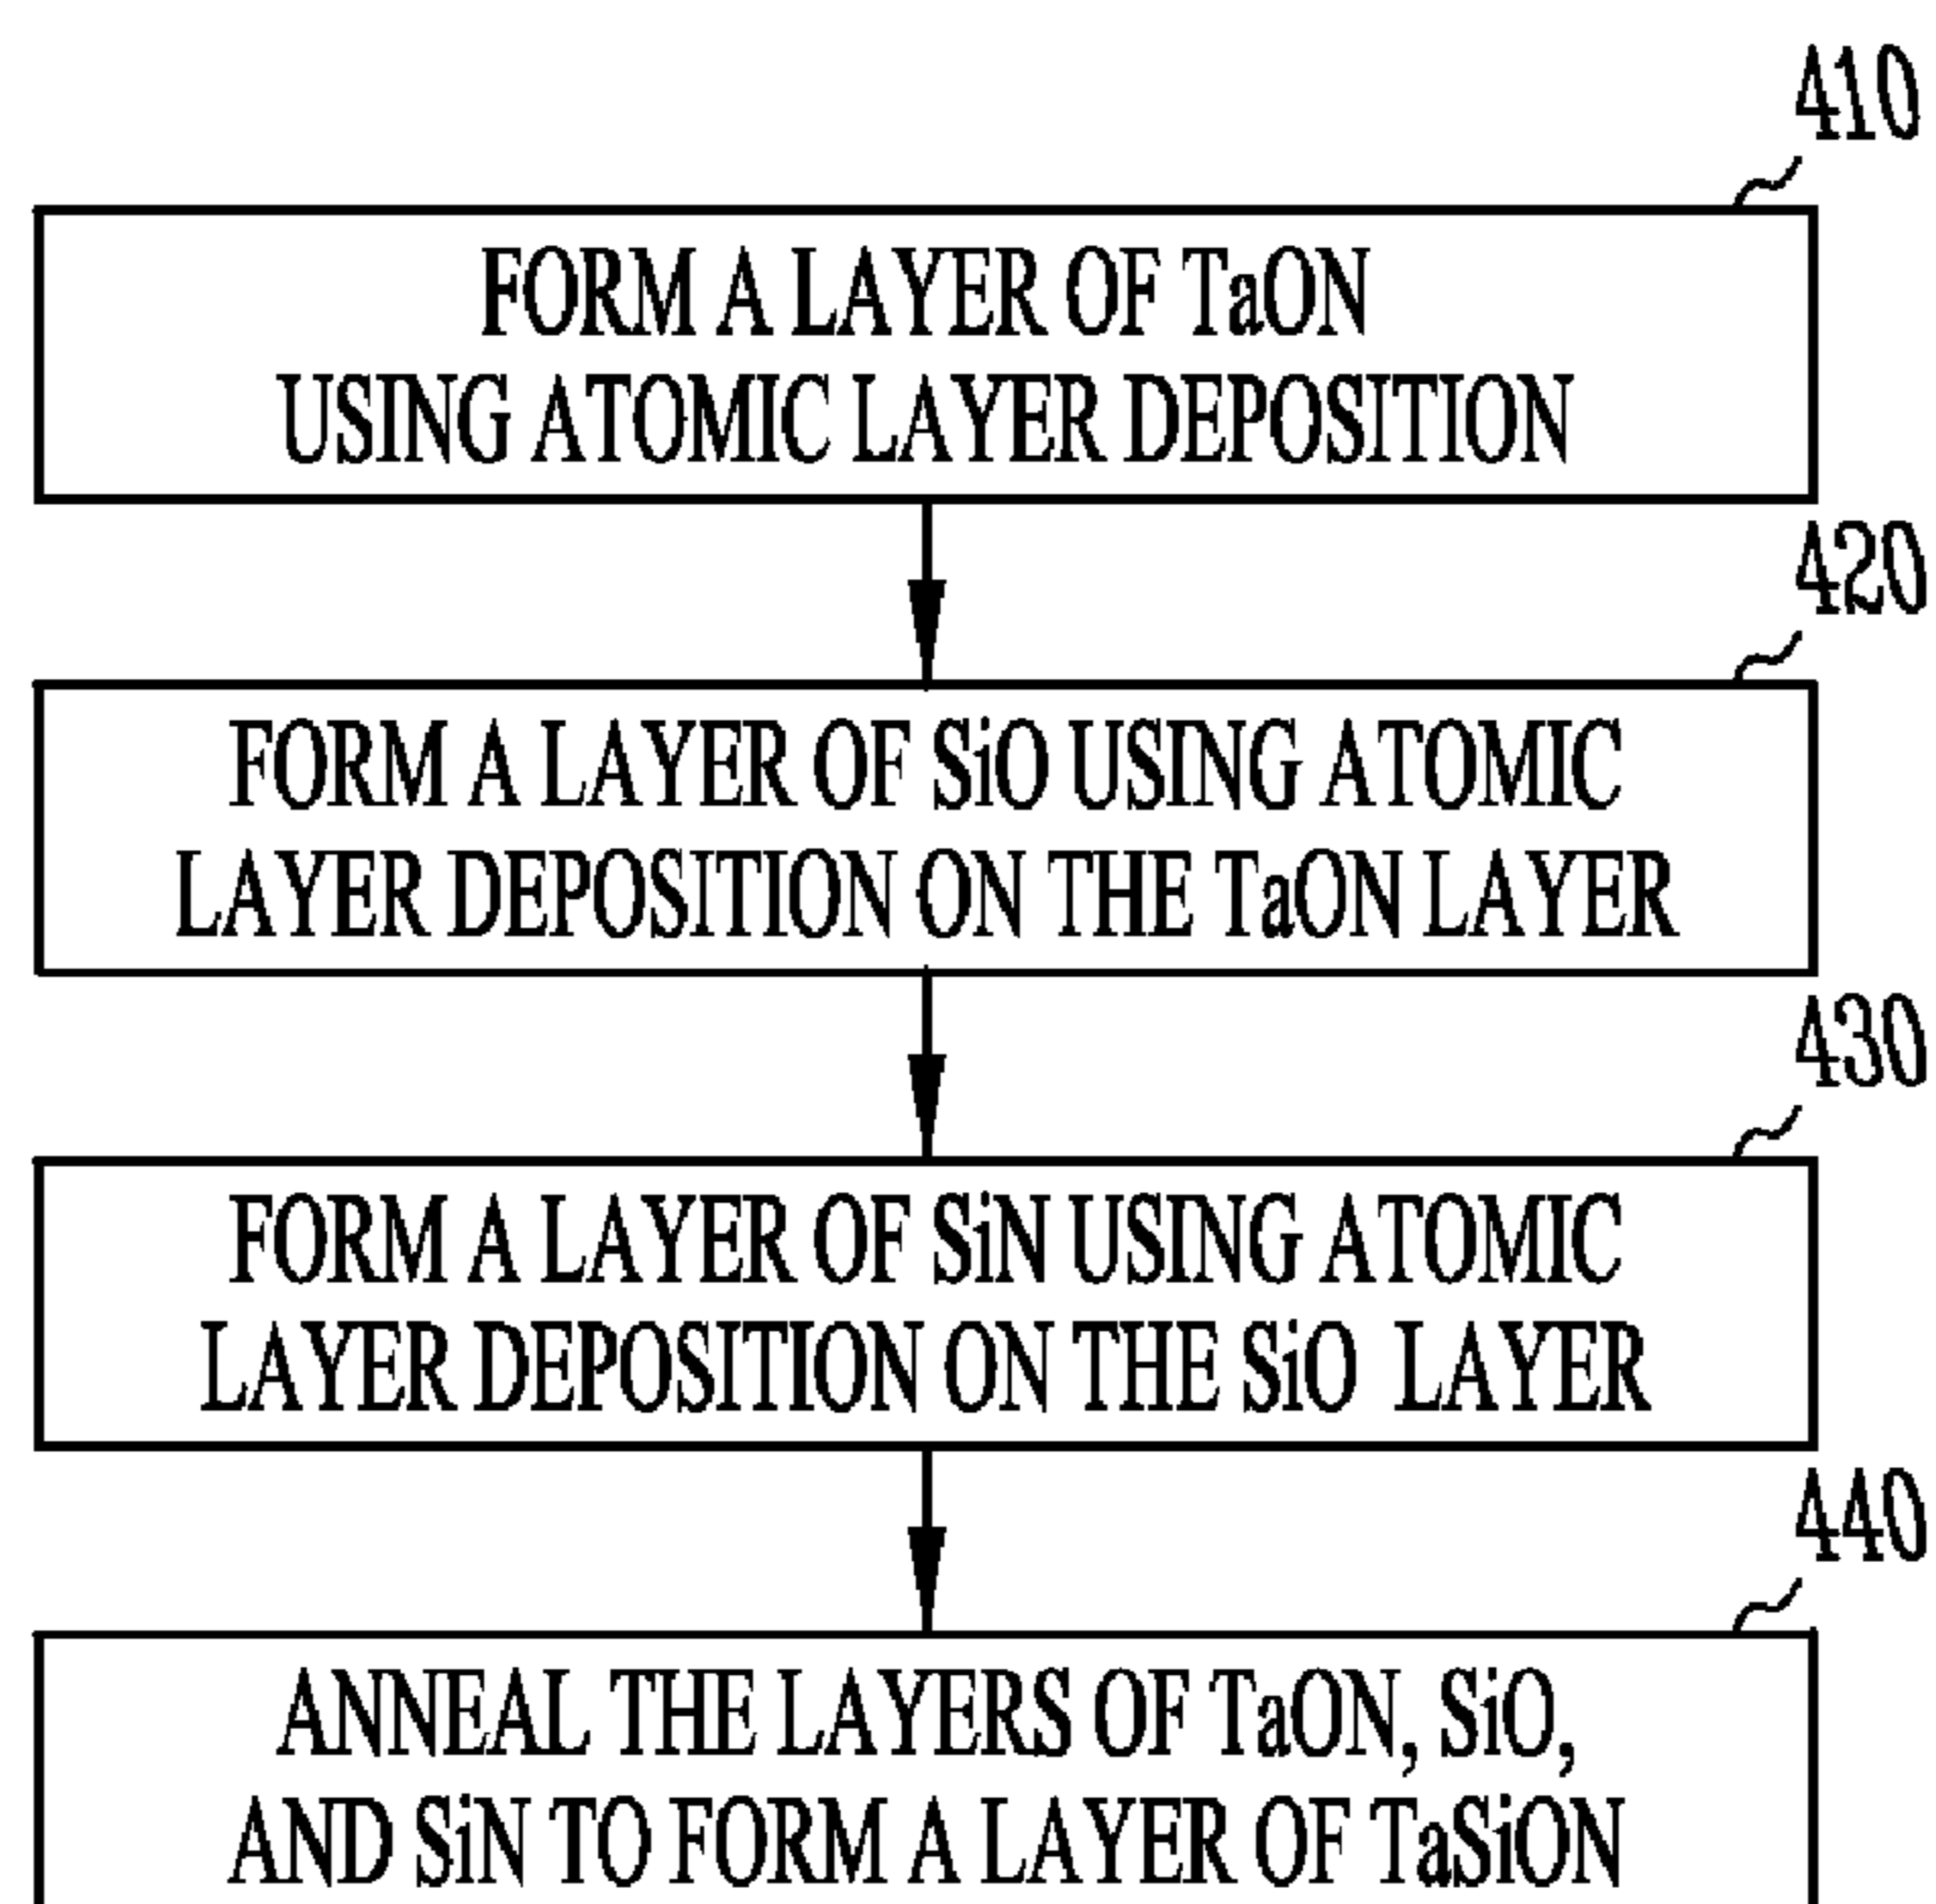 410
FORM A LAYER OF TaON
USING ATOMIC LAYER DEPOSITION
420
FORM A LAYER OF SiO USING ATOMIC
LAYER DEPOSITION ON THE TaON LAYER
430
FORM A LAYER OF SiN USING ATOMIC
LAYER DEPOSITION ON THE SiO LAYER
440
ANNEAL THE LAYERS OF TaON, SiO,
AND SiN TO FORM A LAYER OF TaSiON